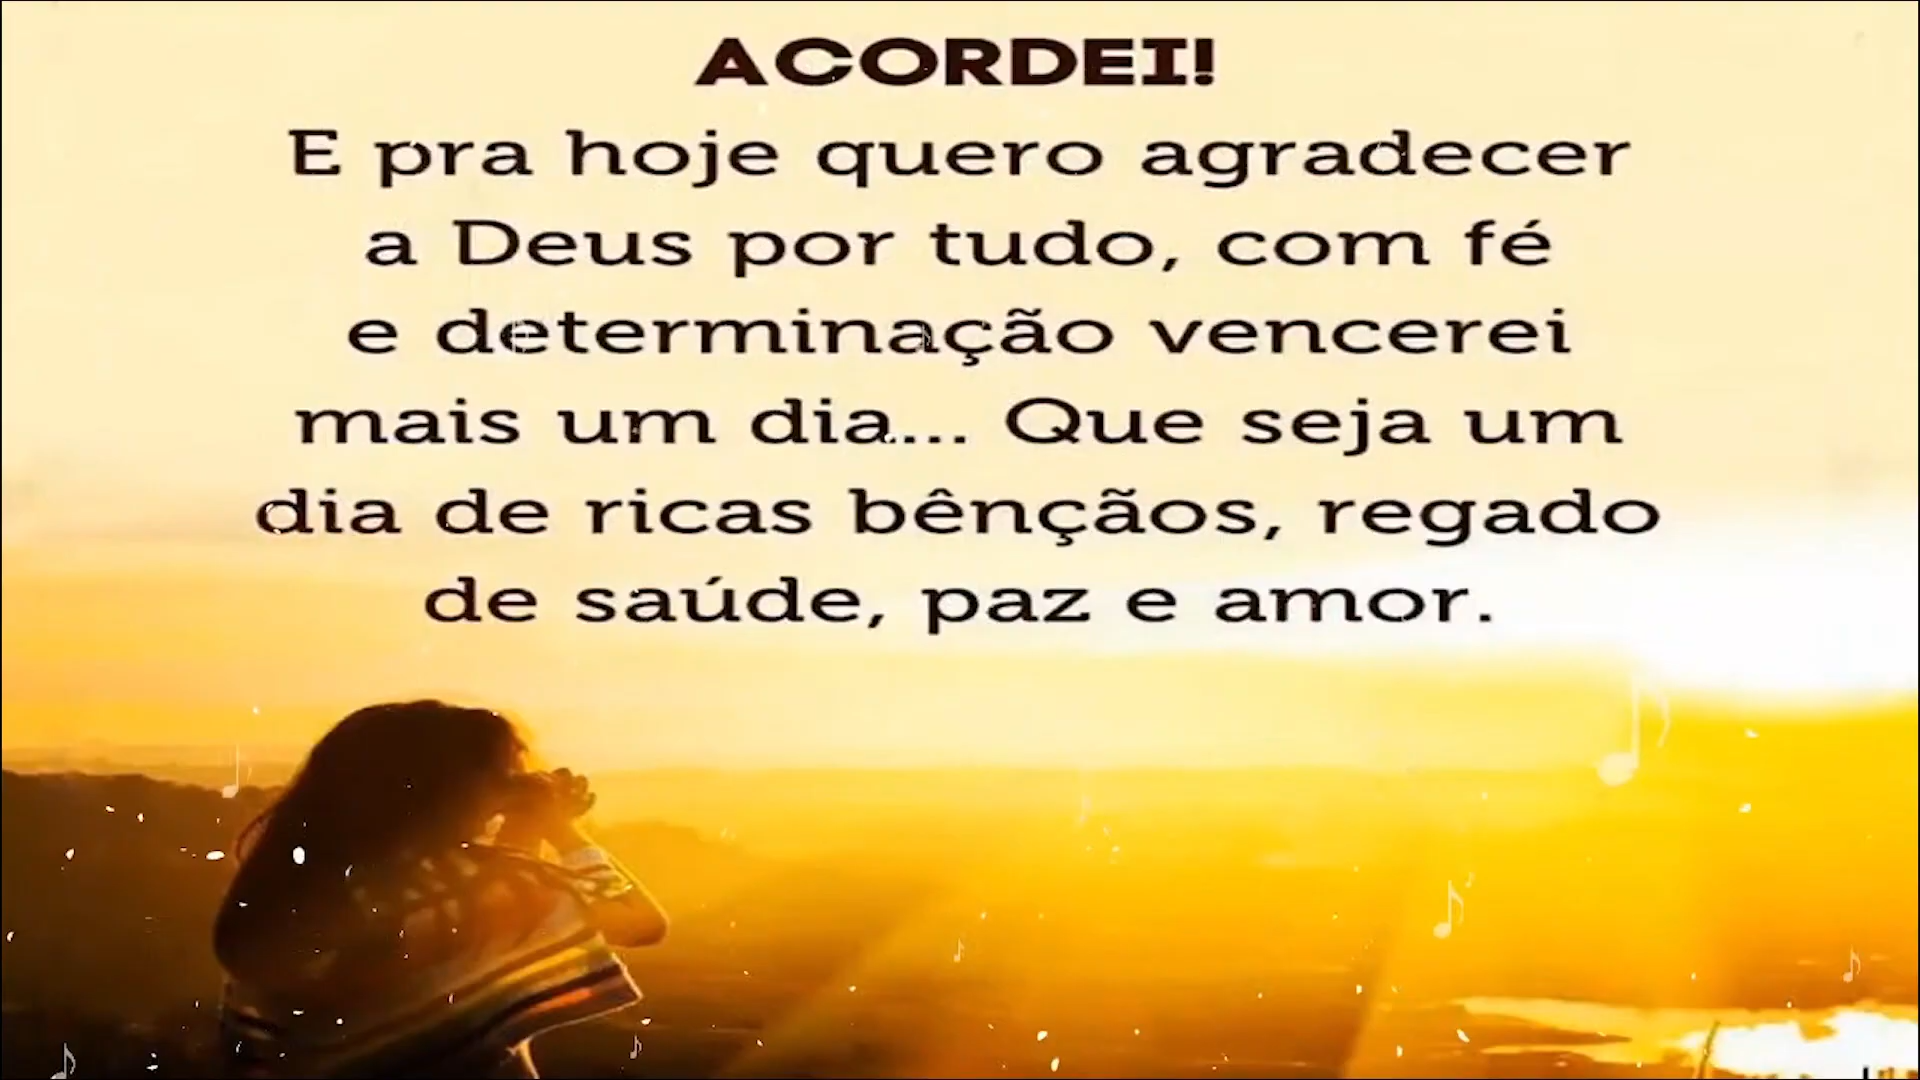 ACORDEI!
E pra hoje quero agradecer
a Deus por tudo, com fé
e determinação vencerei
mais um dia... Que seja um
dia de ricas bênçãos, regado
de saúde, paz e amor.